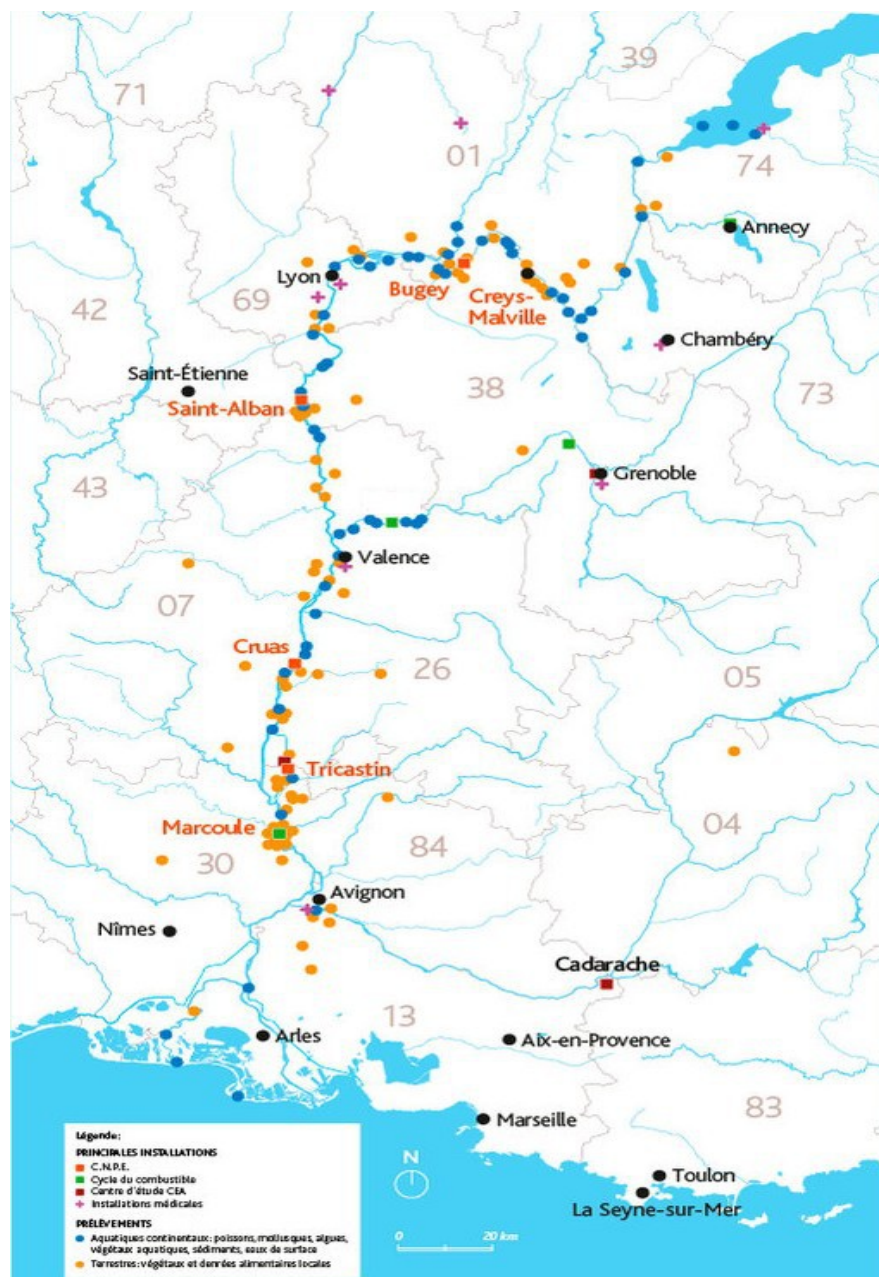 39
71
01
74
Annecy
Lyon
Bugey
Creys-
Malville
69
42
Chambéry
Saint-Étienne
38
73
Saint-Alban
43
Grenoble
Valence
07
Cruas
26
05
Tricastin
Marcoule
84
04
30
Avignon
Nîmes
Cadarache
13
Arles
Aix-en-Provence
83
Marseille
Toulon
La Seyne-sur-Mer
N
0 20 km
Légende:
PRINCIPALES INSTALLATIONS
C.N.P.E.
Cycle du combustible
Centre d'étude CEA
Installations médicales
PRÉLÈVEMENTS
Aquatiques continentaux: poissons, mollusques, algues,
végétaux aquatiques, sédiments, eaux de surface
Terrestres: végétaux et denrées alimentaires locales